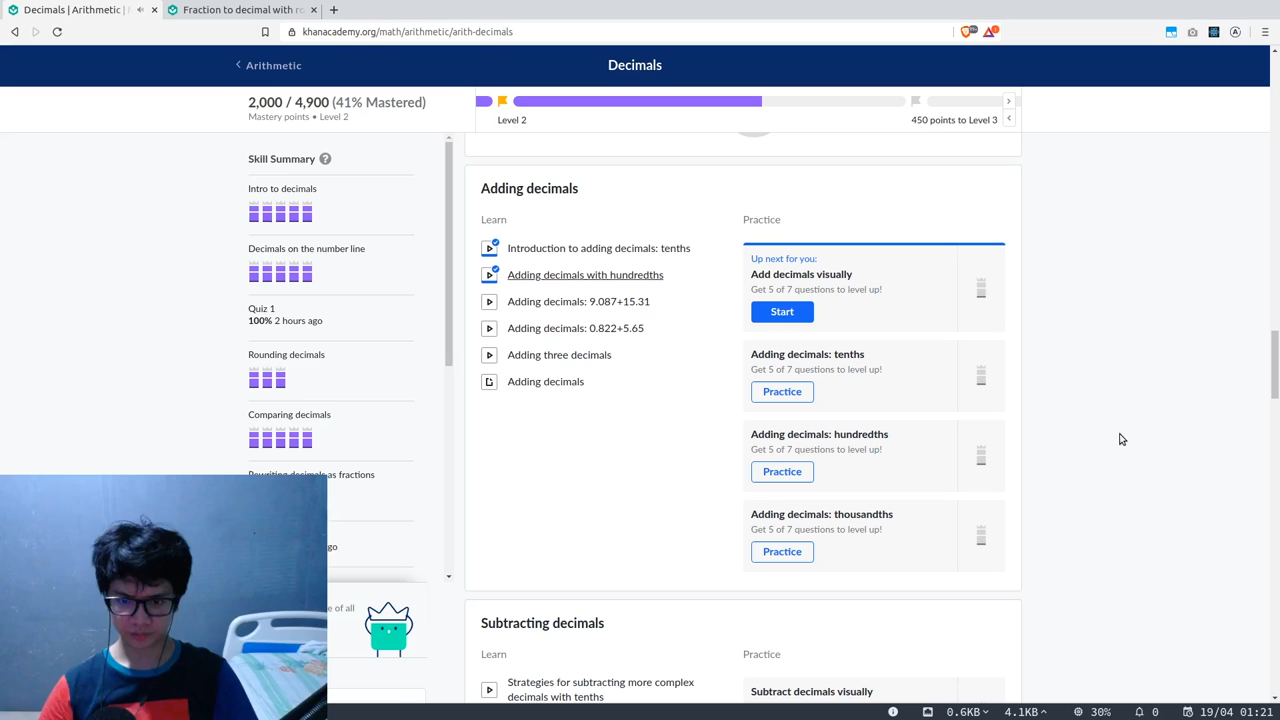 Decimals | Arithmetic |
Fraction to decimal with ro
khanacademy.org/math/arithmetic/arith-decimals
Arithmetic
Decimals
2,000 / 4,900 (41% Mastered)
Mastery points • Level 2
Level 2
450 points to Level 3
Skill Summary ?
Intro to decimals
Decimals on the number line
Quiz 1
100% 2 hours ago
Rounding decimals
Comparing decimals
Rewriting decimals as fractions
go
e of all
Adding decimals
Learn
Introduction to adding decimals: tenths
Adding decimals with hundredths
Adding decimals: 9.087+15.31
Adding decimals: 0.822+5.65
Adding three decimals
Adding decimals
Practice
Up next for you:
Add decimals visually
Get 5 of 7 questions to level up!
Start
Adding decimals: tenths
Get 5 of 7 questions to level up!
Practice
Adding decimals: hundredths
Get 5 of 7 questions to level up!
Practice
Adding decimals: thousandths
Get 5 of 7 questions to level up!
Practice
Subtracting decimals
Learn
Strategies for subtracting more complex
decimals with tenths
Practice
Subtract decimals visually
0.6KB
4.1KB
30%
0
19/04 01:21